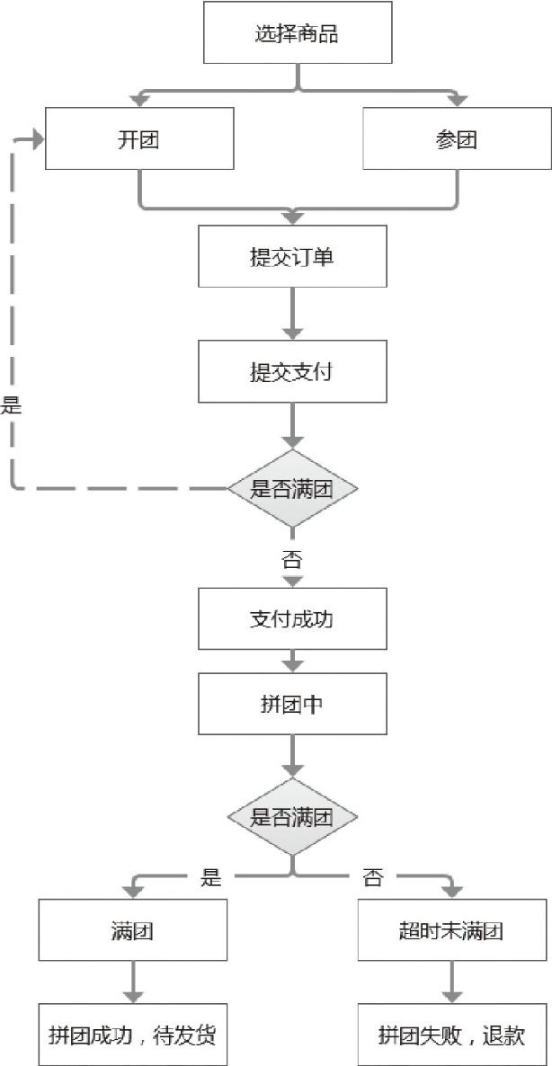 选择商品
开团
参团
提交订单
提交支付
是
是否满团
否
支付成功
拼团中
是否满团
是
否
满团
超时未满团
拼团成功，待发货
拼团失败，退款